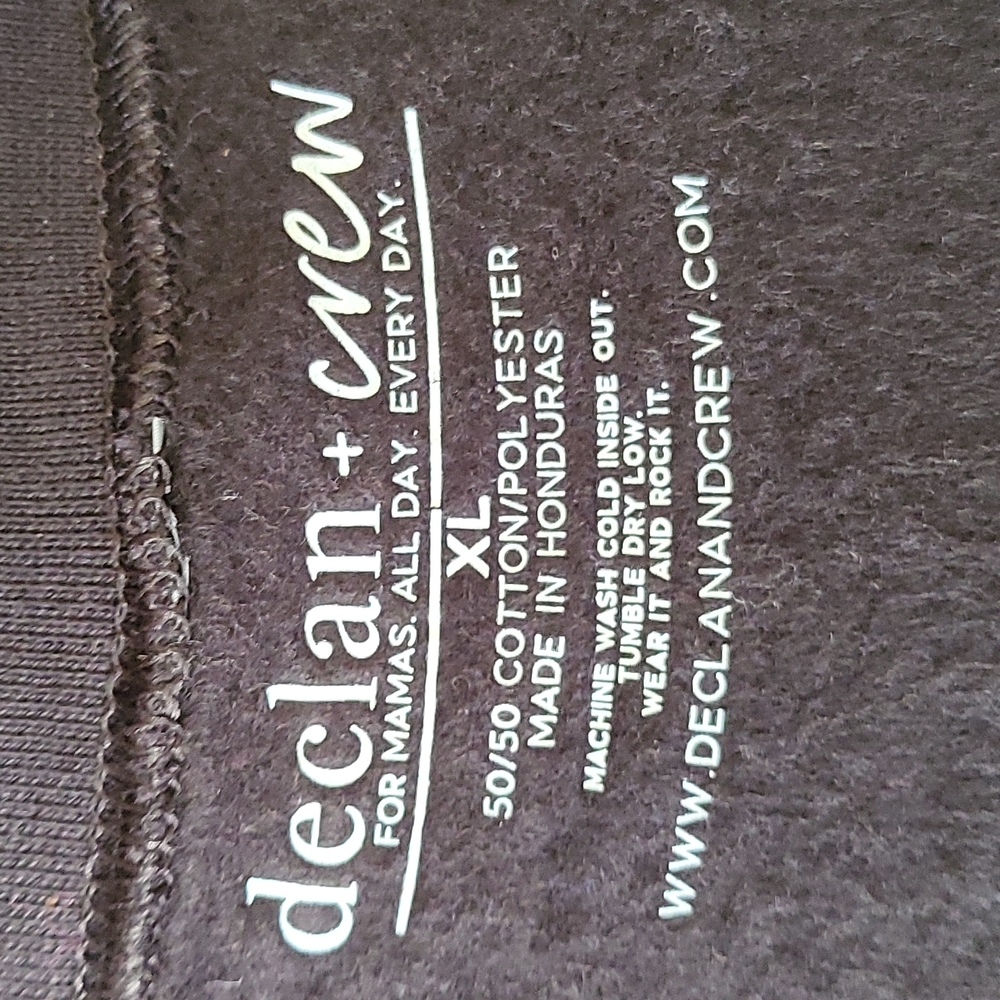 declan + crew
FOR MAMAS. ALL DAY. EVERY DAY.
XL
50/50 COTTON/POLYESTER
MADE IN HONDURAS
MACHINE WASH COLD INSIDE OUT.
TUMBLE DRY LOW.
WEAR IT AND ROCK IT.
WWW.DECLANANDCREW.COM